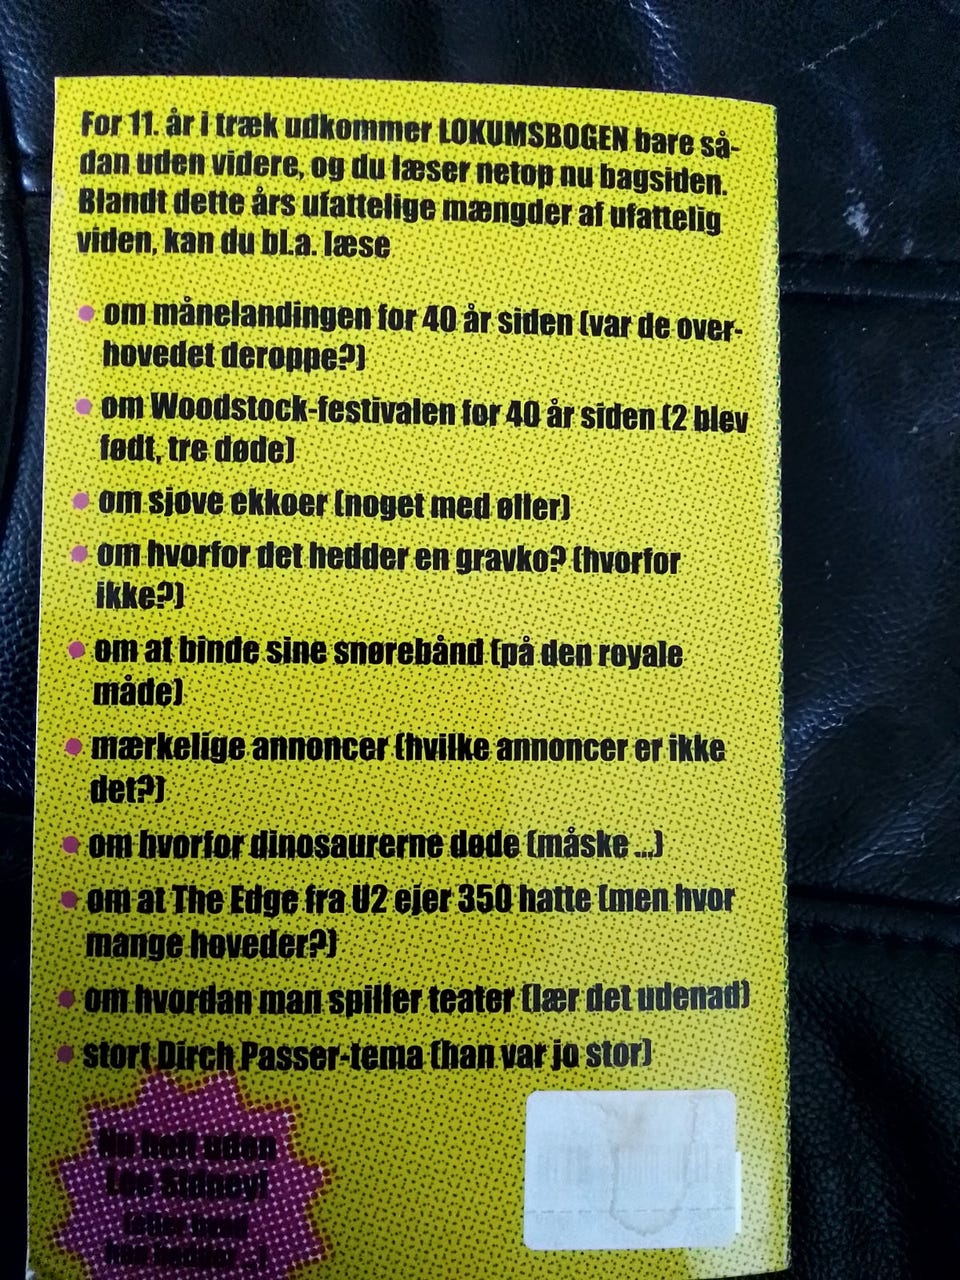 For 11. år i træk udkommer LOKUMSBOGEN bare så-
dan uden videre, og du læser netop nu bagsiden.
Blandt dette års ufattelige mængder af ufattelig
viden, kan du bl.a. læse
• om månelandingen for 40 år siden (var de over-
hovedet deroppe?)
• om Woodstock-festivalen for 40 år siden (2 blev
født, tre døde)
• om sjove ekkoer (noget med øller)
• om hvorfor det hedder en gravko? (hvorfor
ikke?)
• om at binde sine snørebånd (på den royale
måde)
• mærkelige annoncer (hvilke annoncer er ikke
det?)
• om hvorfor dinosaurerne døde (måske ...)
• om at The Edge fra U2 ejer 350 hatte (men hvor
mange hoveder?)
• om hvordan man spiller teater (lær det udenad)
• stort Dirch Passer-tema (han var jo stor)
Nu helt uden
Lee Sidney!
(eller hvad
han hedder ...)